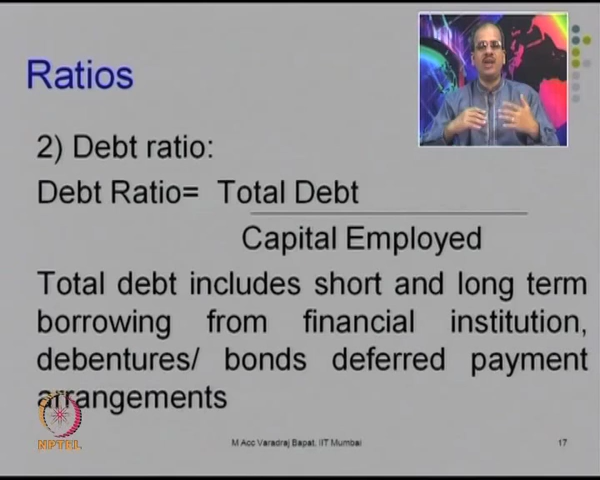 Ratios
2) Debt ratio:
Debt Ratio= Total Debt
Capital Employed
Total debt includes short and long term
borrowing from financial institution,
debentures/ bonds deferred payment
arrangements
NPTEL
M Acc Varadraj Bapat, IIT Mumbai
17